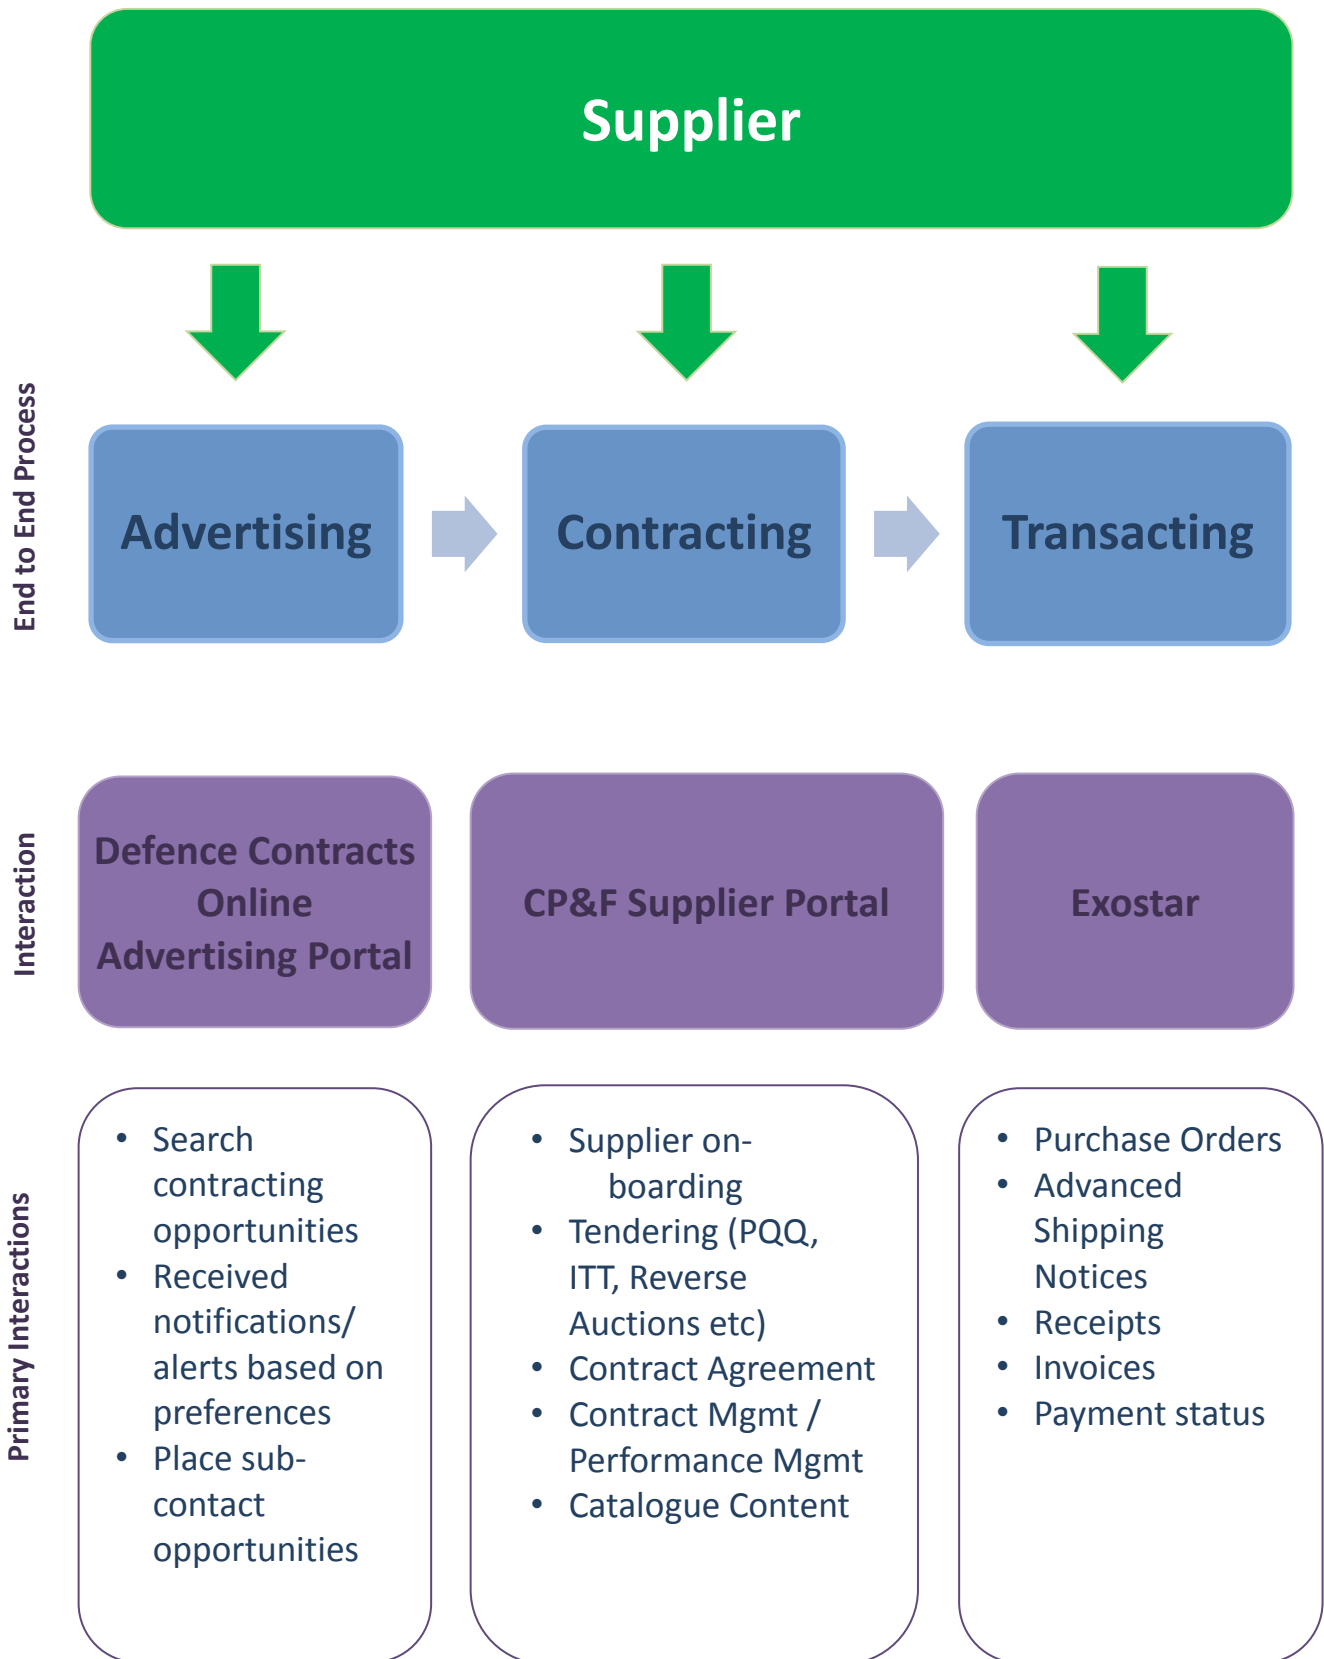 Supplier
End to End Process
Advertising
Contracting
Transacting
Interaction
Defence Contracts
Online
Advertising Portal
CP&F Supplier Portal
Exostar
Primary Interactions
• Search
contracting
opportunities
• Received
notifications/
alerts based on
preferences
• Place sub-
contact
opportunities
• Supplier on-
boarding
• Tendering (PQQ,
ITT, Reverse
Auctions etc)
• Contract Agreement
• Contract Mgmt /
Performance Mgmt
• Catalogue Content
• Purchase Orders
• Advanced
Shipping
Notices
• Receipts
• Invoices
• Payment status